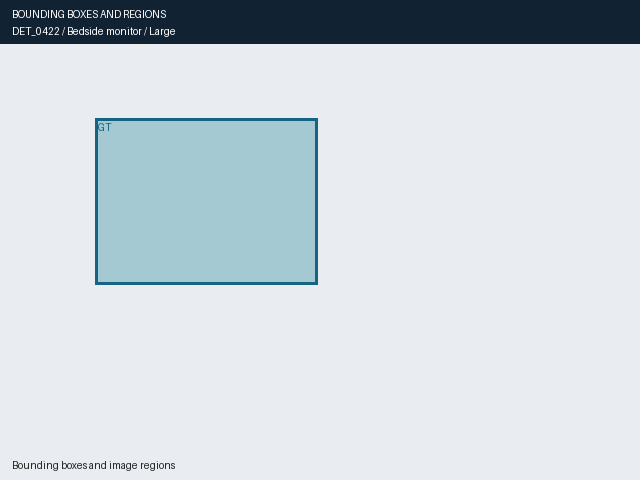 BOUNDING BOXES AND REGIONS
DET_0422 / Bedside monitor / Large
GT
Bounding boxes and image regions